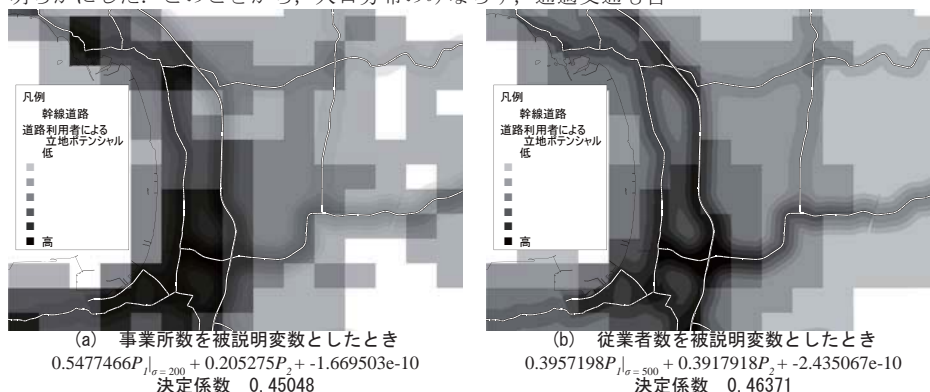 明らかにした．このことから，人口分布のみならず，通過交通も含
凡例
幹線道路
道路利用者による
立地ポテンシャル
低
高
凡例
幹線道路
道路利用者による
立地ポテンシャル
低
高
(a) 事業所数を被説明変数としたとき
0.5477466P₁|σ=200 + 0.205275P₂ + -1.669503e-10
決定係数 0.45048
(b) 従業者数を被説明変数としたとき
0.3957198P₁|σ=500 + 0.3917918P₂ + -2.435067e-10
決定係数 0.46371